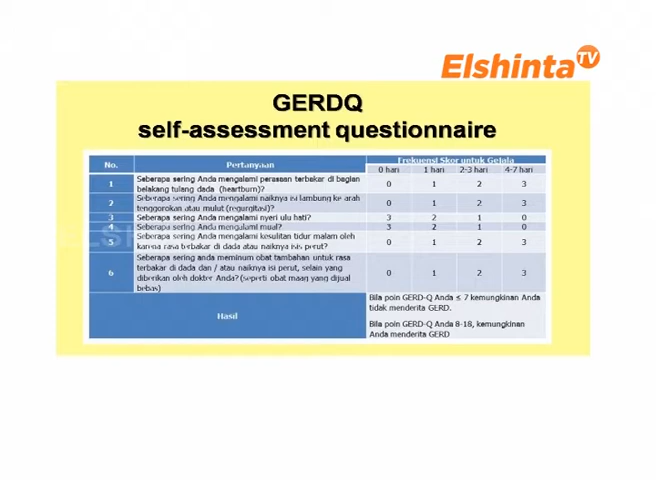 Elshinta TV
GERDQ
self-assessment questionnaire
No. Pertanyaan Frekuensi Skor untuk Gejala
0 hari 1 hari 2-3 hari 4-7 hari
1 Seberapa sering Anda mengalami perasaan terbakar di bagian
belakang tulang dada (heartburn)? 0 1 2 3
2 Seberapa sering Anda mengalami naiknya isi lambung ke arah
tenggorokan atau mulut (regurgitasi)? 0 1 2 3
3 Seberapa sering Anda mengalami nyeri ulu hati? 3 2 1 0
4 Seberapa sering Anda mengalami mual? 3 2 1 0
5 Seberapa sering Anda mengalami kesulitan tidur malam oleh
karena rasa terbakar di dada atau naiknya isis perut? 0 1 2 3
6 Seberapa sering anda meminum obat tambahan untuk rasa
terbakar di dada dan / atau naiknya isi perut, selain yang
diberikan oleh dokter Anda?(seperti obat maag yang dijual
bebas) 0 1 2 3
Hasil
Bila poin GERD-Q Anda ≤ 7 kemungkinan Anda
tidak menderita GERD.
Bila poin GERD-Q Anda 8-18, kemungkinan
Anda menderita GERD